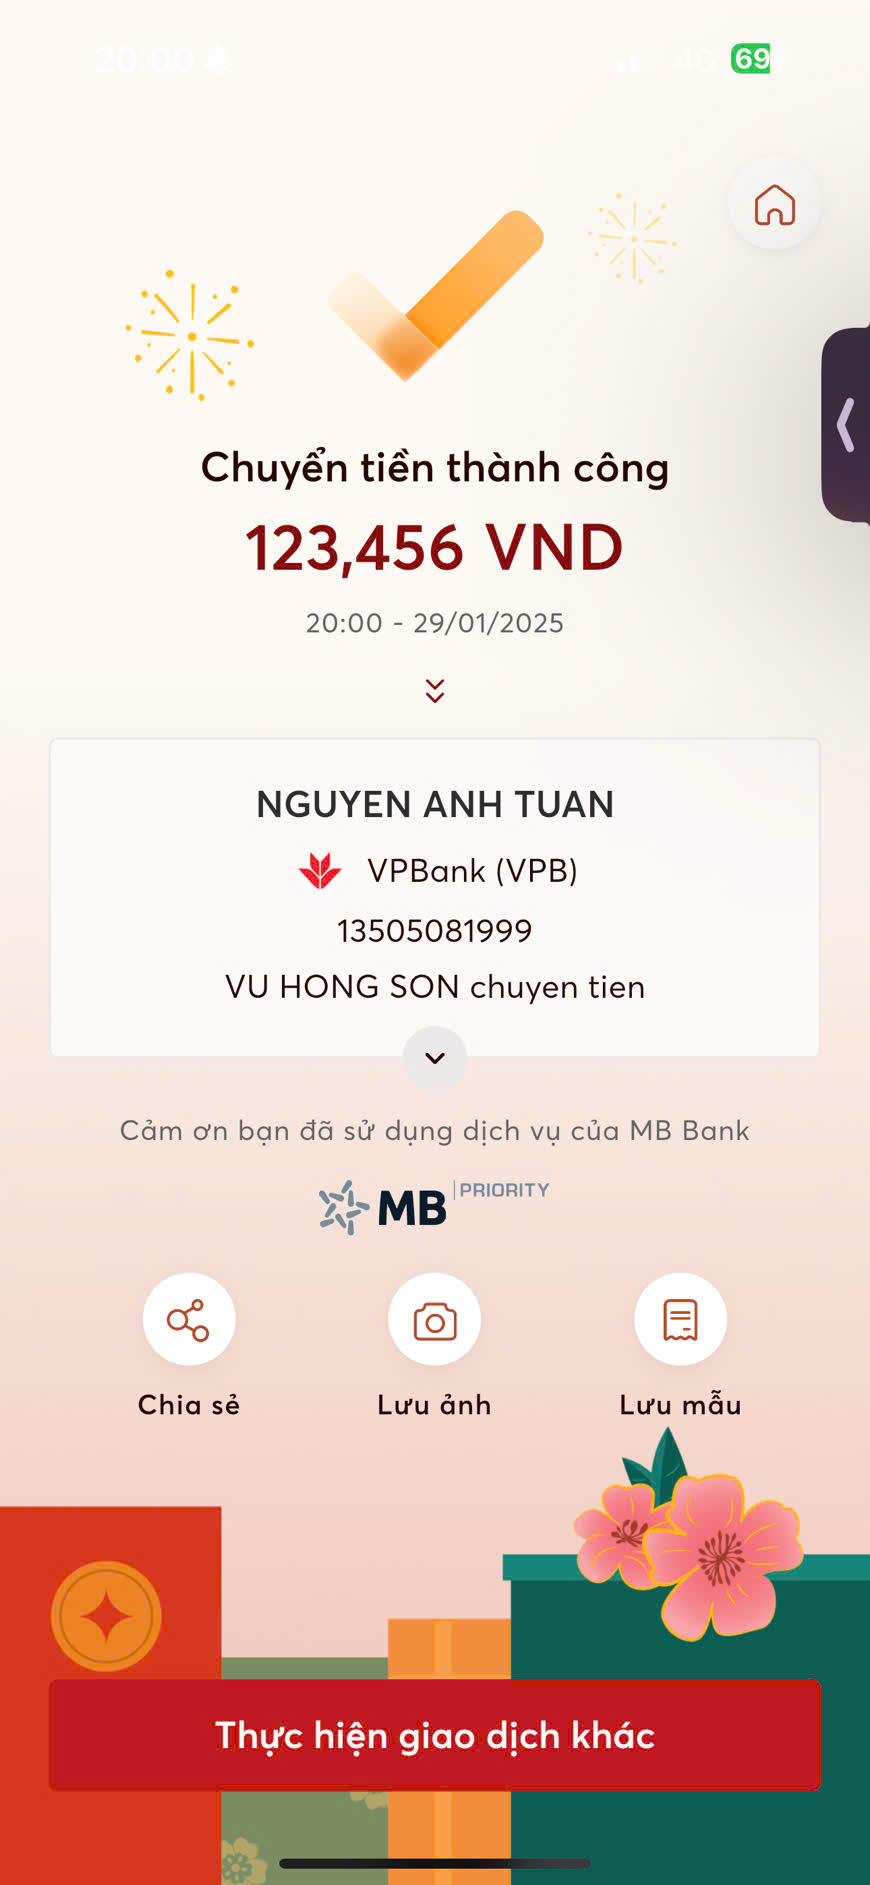 20:00
4G 69
Chuyển tiền thành công
123,456 VND
20:00 - 29/01/2025
NGUYEN ANH TUAN
VPBank (VPB)
13505081999
VU HONG SON chuyen tien
Cảm ơn bạn đã sử dụng dịch vụ của MB Bank
MB PRIORITY
Chia sẻ
Lưu ảnh
Lưu mẫu
Thực hiện giao dịch khác